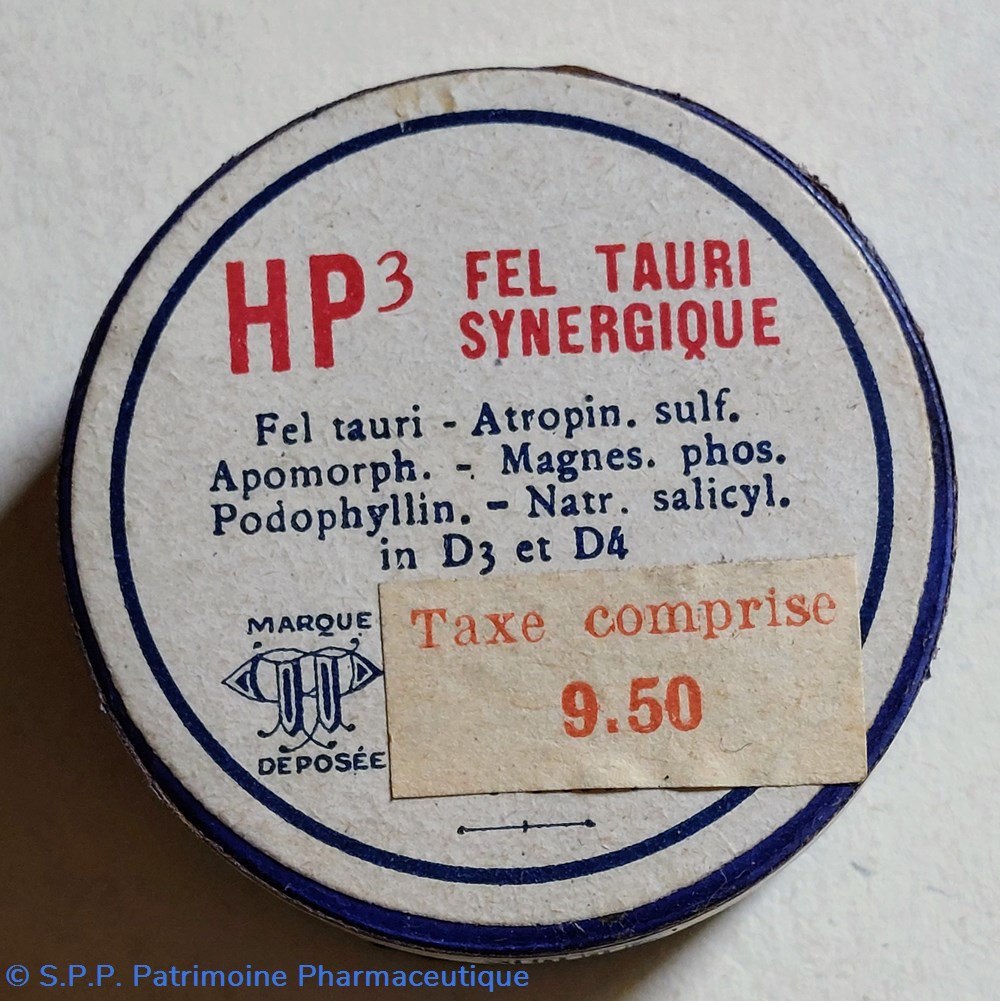 HP3 FEL TAURI
SYNERGIQUE
Fel tauri - Atropin. sulf.
Apomorph. - Magnes. phos.
Podophyllin. - Natr. salicyl.
in D3 et D4
MARQUE
DÉPOSÉE
Taxe comprise
9.50
© S.P.P. Patrimoine Pharmaceutique